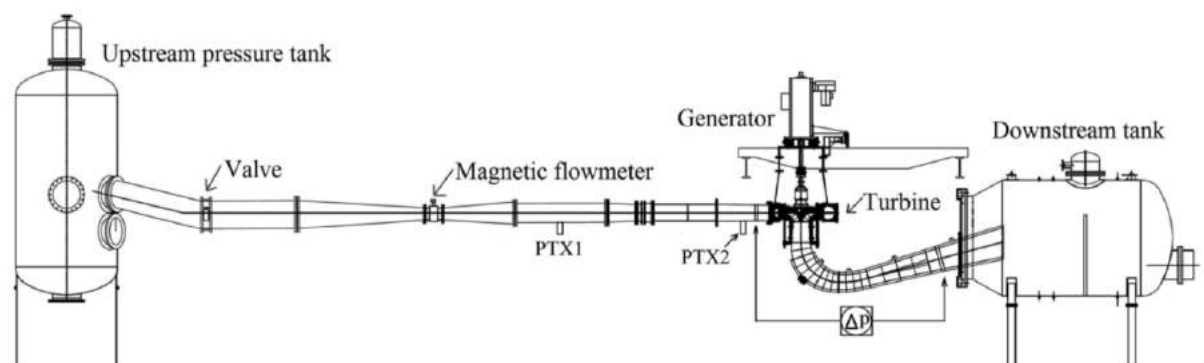 Upstream pressure tank
Valve
Magnetic flowmeter
PTX1
PTX2
Generator
Turbine
Downstream tank
Δp